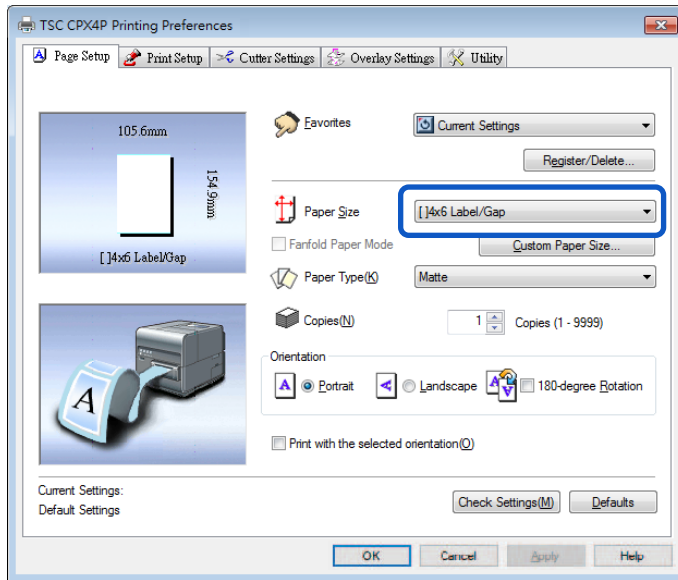 TSC CPX4P Printing Preferences
Page Setup Print Setup Cutter Settings Overlay Settings Utility
105.6mm
154.9mm
[ ]4x6 Label/Gap
Favorites Current Settings
Register/Delete...
Paper Size [ ]4x6 Label/Gap
Fanfold Paper Mode Custom Paper Size...
Paper Type(K) Matte
Copies(N) 1 Copies (1 - 9999)
Orientation
A Portrait A Landscape A A 180-degree Rotation
Print with the selected orientation(O)
A
Current Settings:
Default Settings
Check Settings(M) Defaults
OK Cancel Apply Help